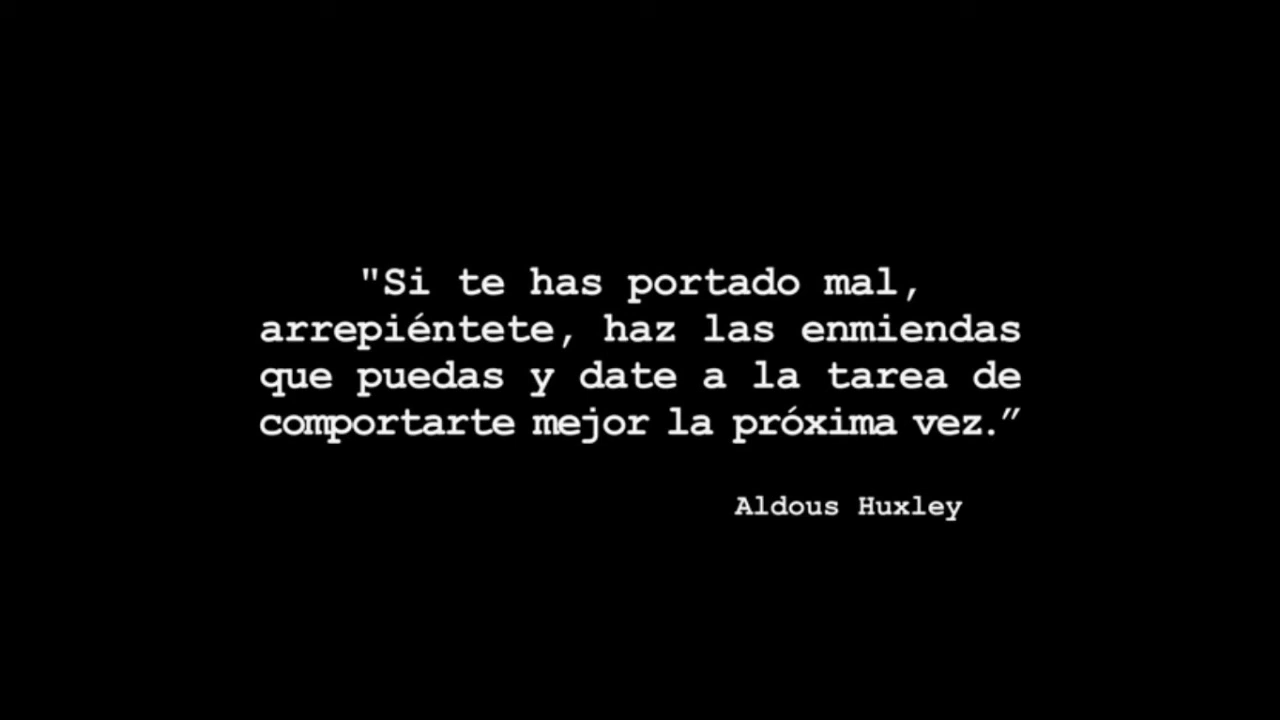 "Si te has portado mal,
arrepiéntete, haz las enmiendas
que puedas y date a la tarea de
comportarte mejor la próxima vez.”
Aldous Huxley